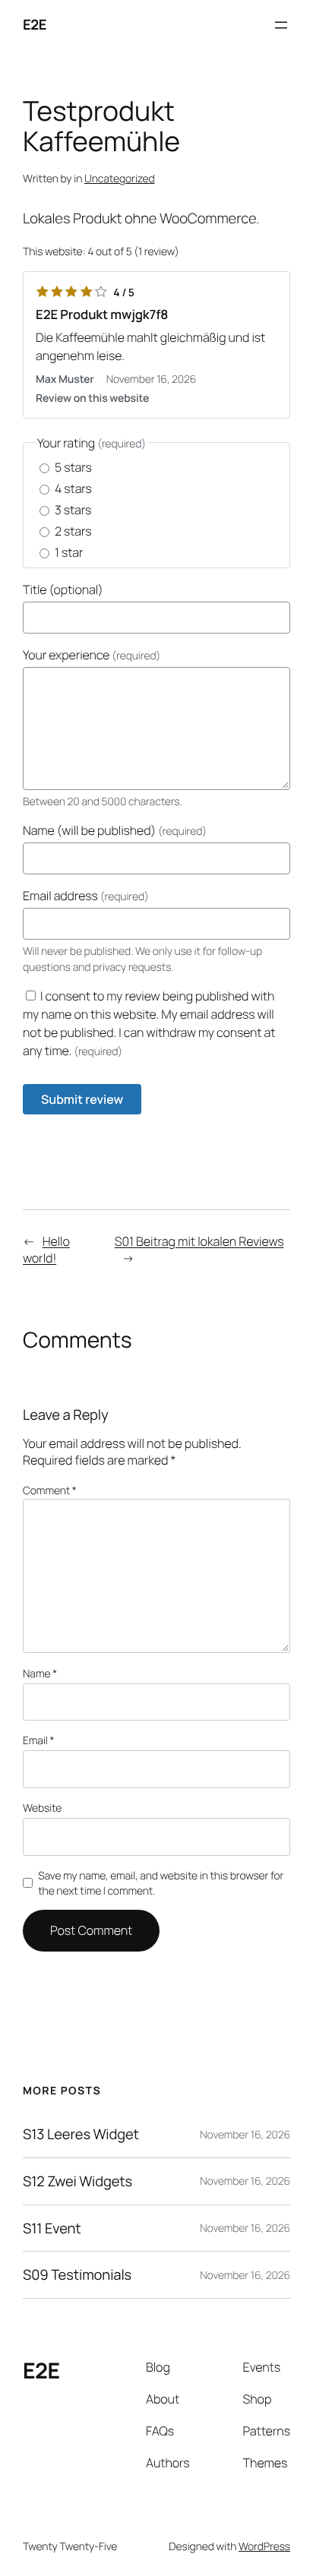 E2E
Testprodukt
Kaffeemühle
Written by in Uncategorized
Lokales Produkt ohne WooCommerce.
This website: 4 out of 5 (1 review)
★★★★☆ 4 / 5
E2E Produkt mwjgk7f8
Die Kaffeemühle mahlt gleichmäßig und ist
angenehm leise.
Max Muster November 16, 2026
Review on this website
Your rating (required)
5 stars
4 stars
3 stars
2 stars
1 star
Title (optional)
Your experience (required)
Between 20 and 5000 characters.
Name (will be published) (required)
Email address (required)
Will never be published. We only use it for follow-up
questions and privacy requests.
I consent to my review being published with
my name on this website. My email address will
not be published. I can withdraw my consent at
any time. (required)
Submit review
← Hello
world!
S01 Beitrag mit lokalen Reviews
→
Comments
Leave a Reply
Your email address will not be published.
Required fields are marked *
Comment *
Name *
Email *
Website
Save my name, email, and website in this browser for
the next time I comment.
Post Comment
MORE POSTS
S13 Leeres Widget November 16, 2026
S12 Zwei Widgets November 16, 2026
S11 Event November 16, 2026
S09 Testimonials November 16, 2026
E2E
Blog
About
FAQs
Authors
Events
Shop
Patterns
Themes
Twenty Twenty-Five
Designed with WordPress